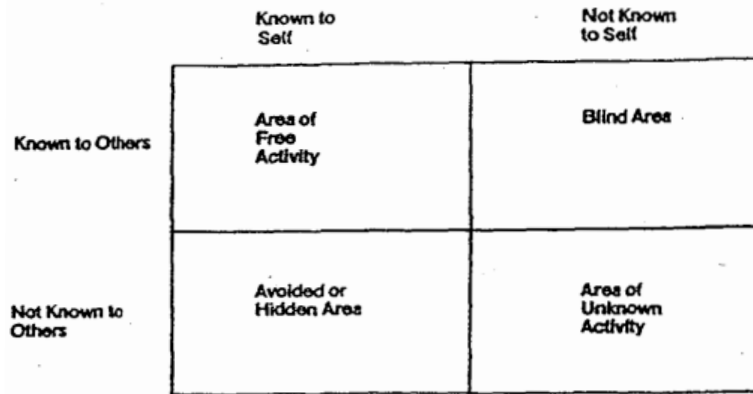 Known to
Self
Not Known
to Self
Known to Others
Area of
Free
Activity
Blind Area
Not Known to
Others
Avoided or
Hidden Area
Area of
Unknown
Activity